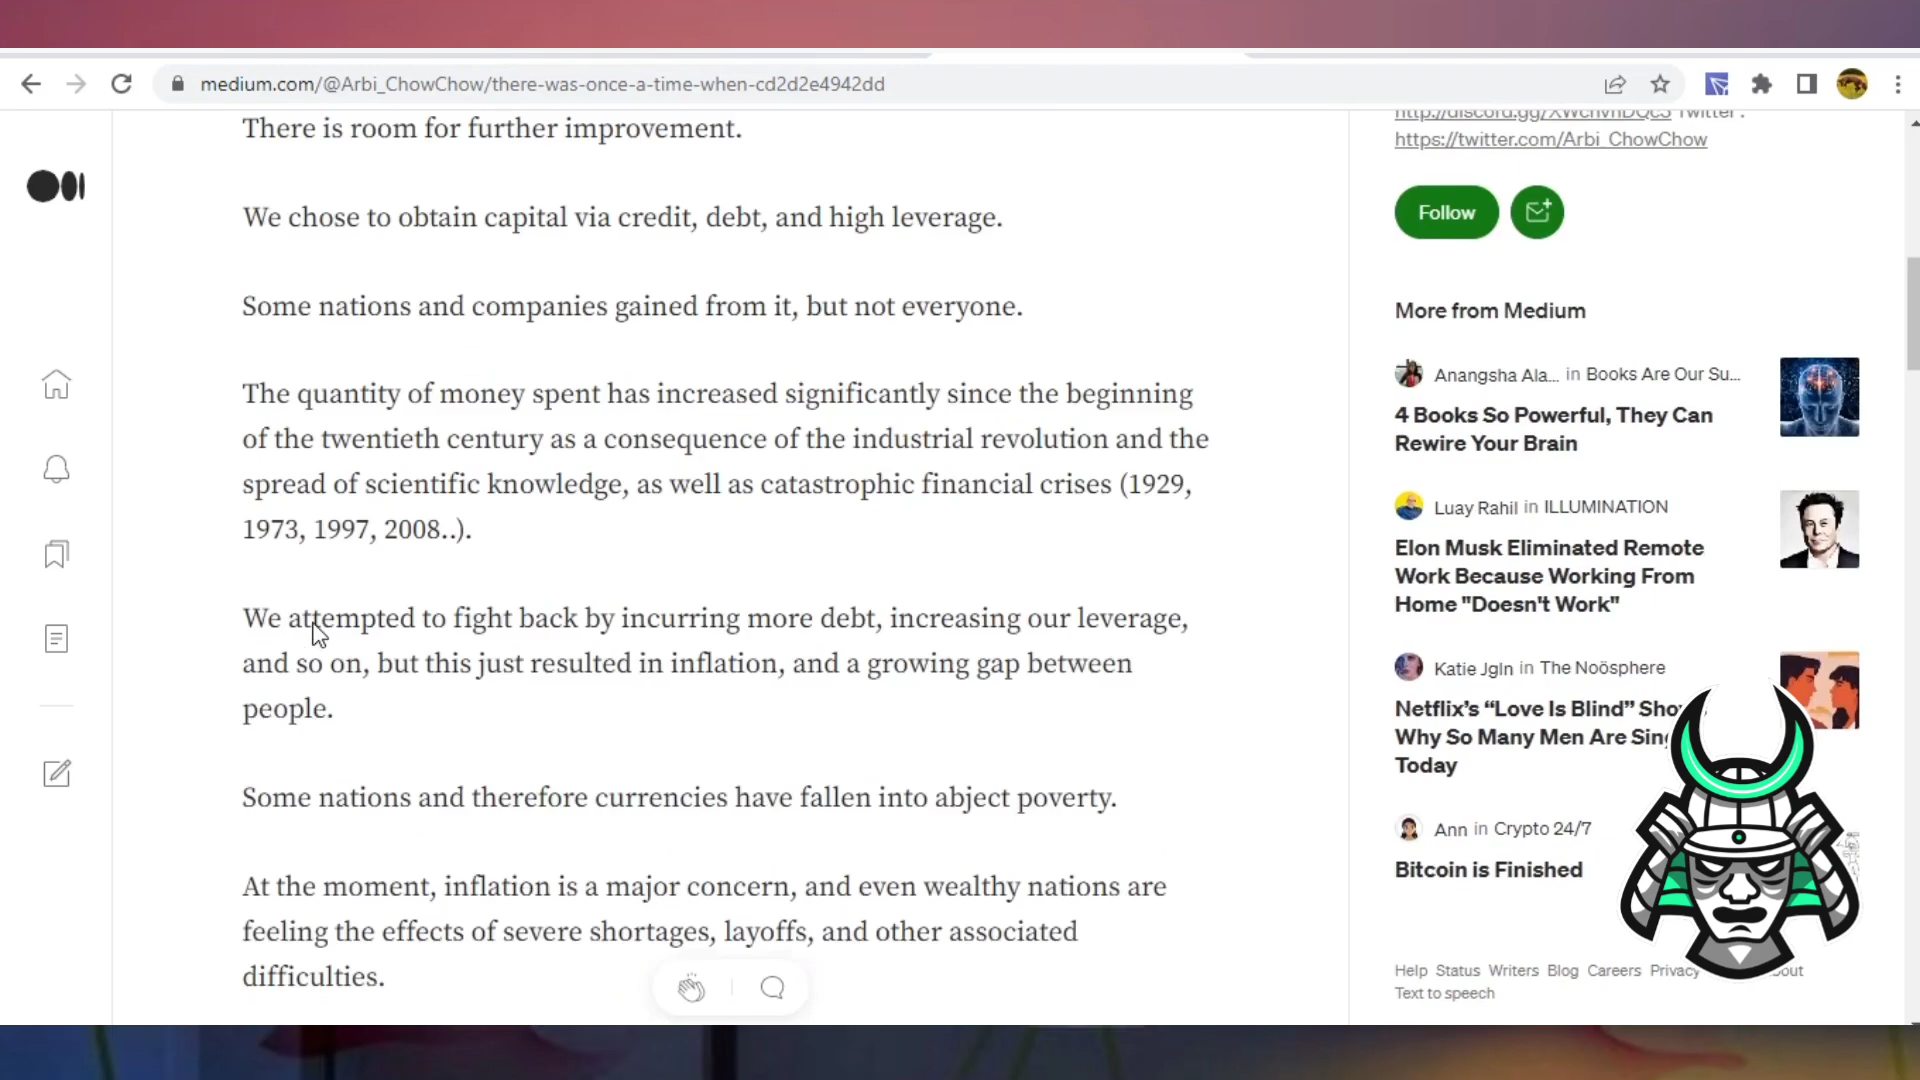 medium.com/@Arbi_ChowChow/there-was-once-a-time-when-cd2d2e4942dd
There is room for further improvement.
We chose to obtain capital via credit, debt, and high leverage.
Some nations and companies gained from it, but not everyone.
The quantity of money spent has increased significantly since the beginning
of the twentieth century as a consequence of the industrial revolution and the
spread of scientific knowledge, as well as catastrophic financial crises (1929,
1973, 1997, 2008..).
We attempted to fight back by incurring more debt, increasing our leverage,
and so on, but this just resulted in inflation, and a growing gap between
people.
Some nations and therefore currencies have fallen into abject poverty.
At the moment, inflation is a major concern, and even wealthy nations are
feeling the effects of severe shortages, layoffs, and other associated
difficulties.
Twitter :
https://twitter.com/Arbi_ChowChow
Follow
More from Medium
Anangsha Ala... in Books Are Our Su...
4 Books So Powerful, They Can
Rewire Your Brain
Luay Rahil in ILLUMINATION
Elon Musk Eliminated Remote
Work Because Working From
Home "Doesn't Work"
Katie Jgln in The Noösphere
Netflix’s “Love Is Blind”
Why So Many Men Are
Today
Ann in Crypto 24/7
Bitcoin is Finished
Help Status Writers Blog Careers Privacy
Text to speech